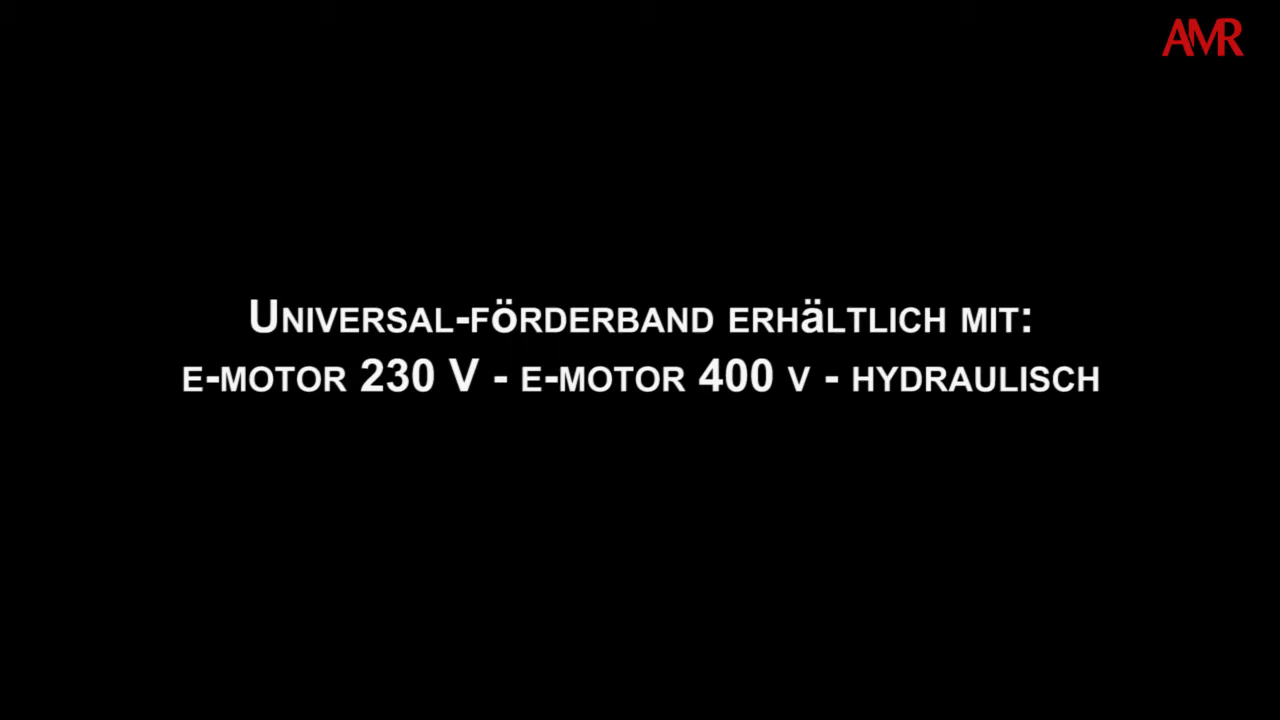 AMR
Universal-förderband erhältlich mit:
e-motor 230 V - e-motor 400 v - hydraulisch